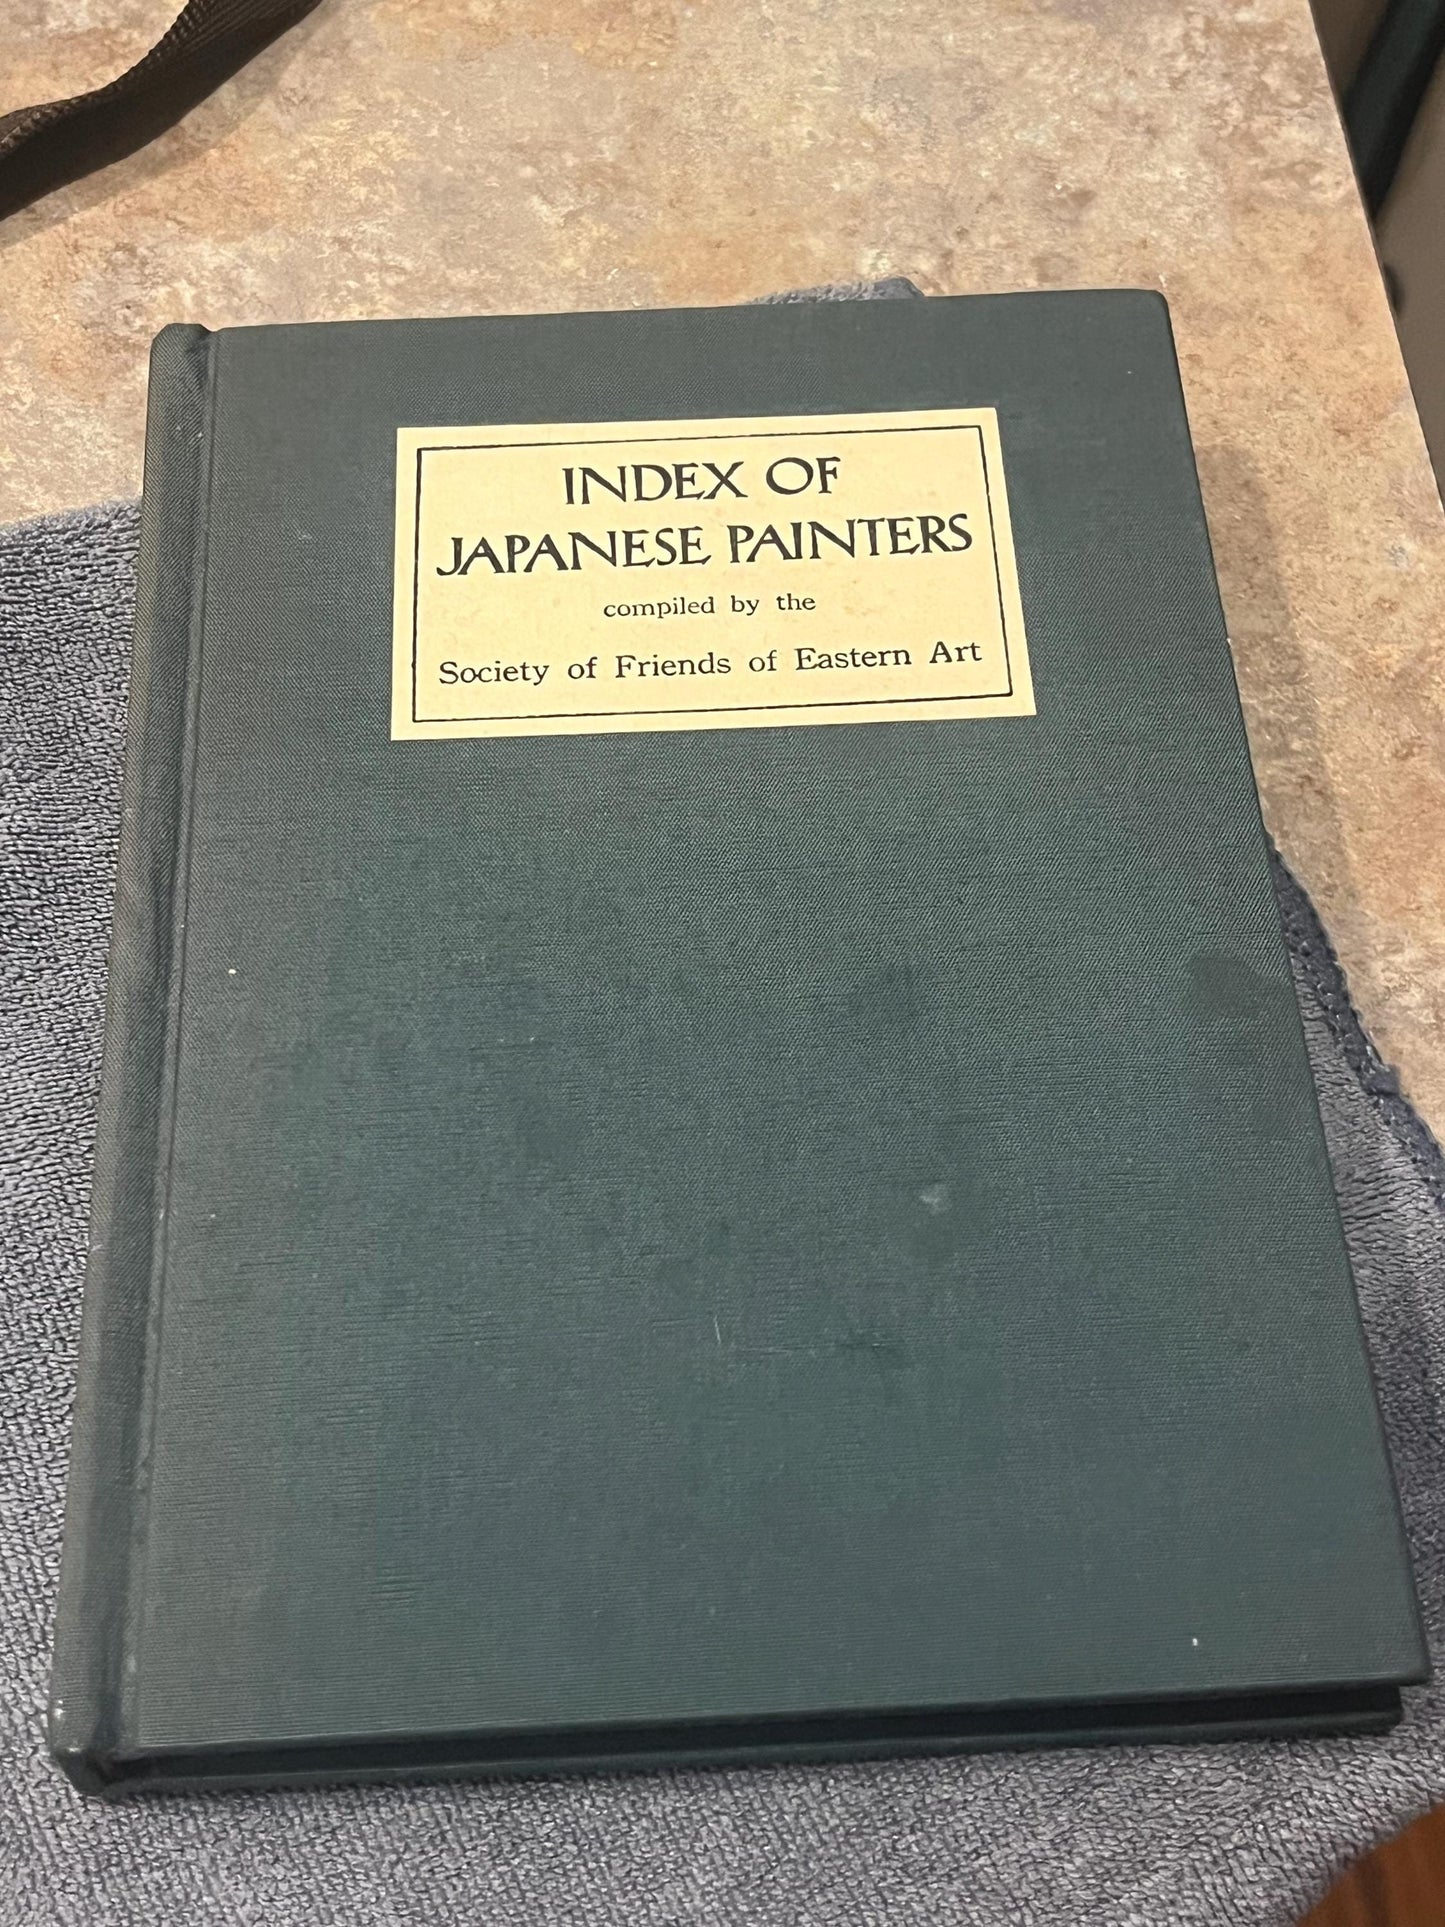 INDEX OF
JAPANESE PAINTERS
compiled by the
Society of Friends of Eastern Art